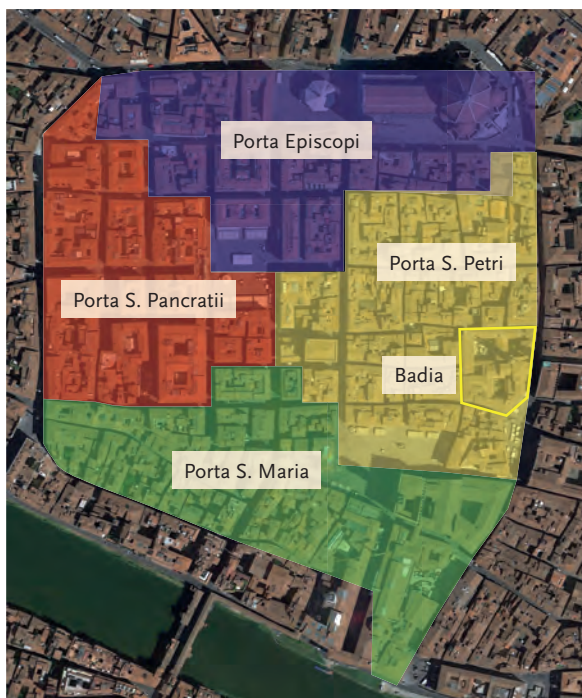 Porta Episcopi
Porta S. Petri
Porta S. Pancratii
Badia
Porta S. Maria